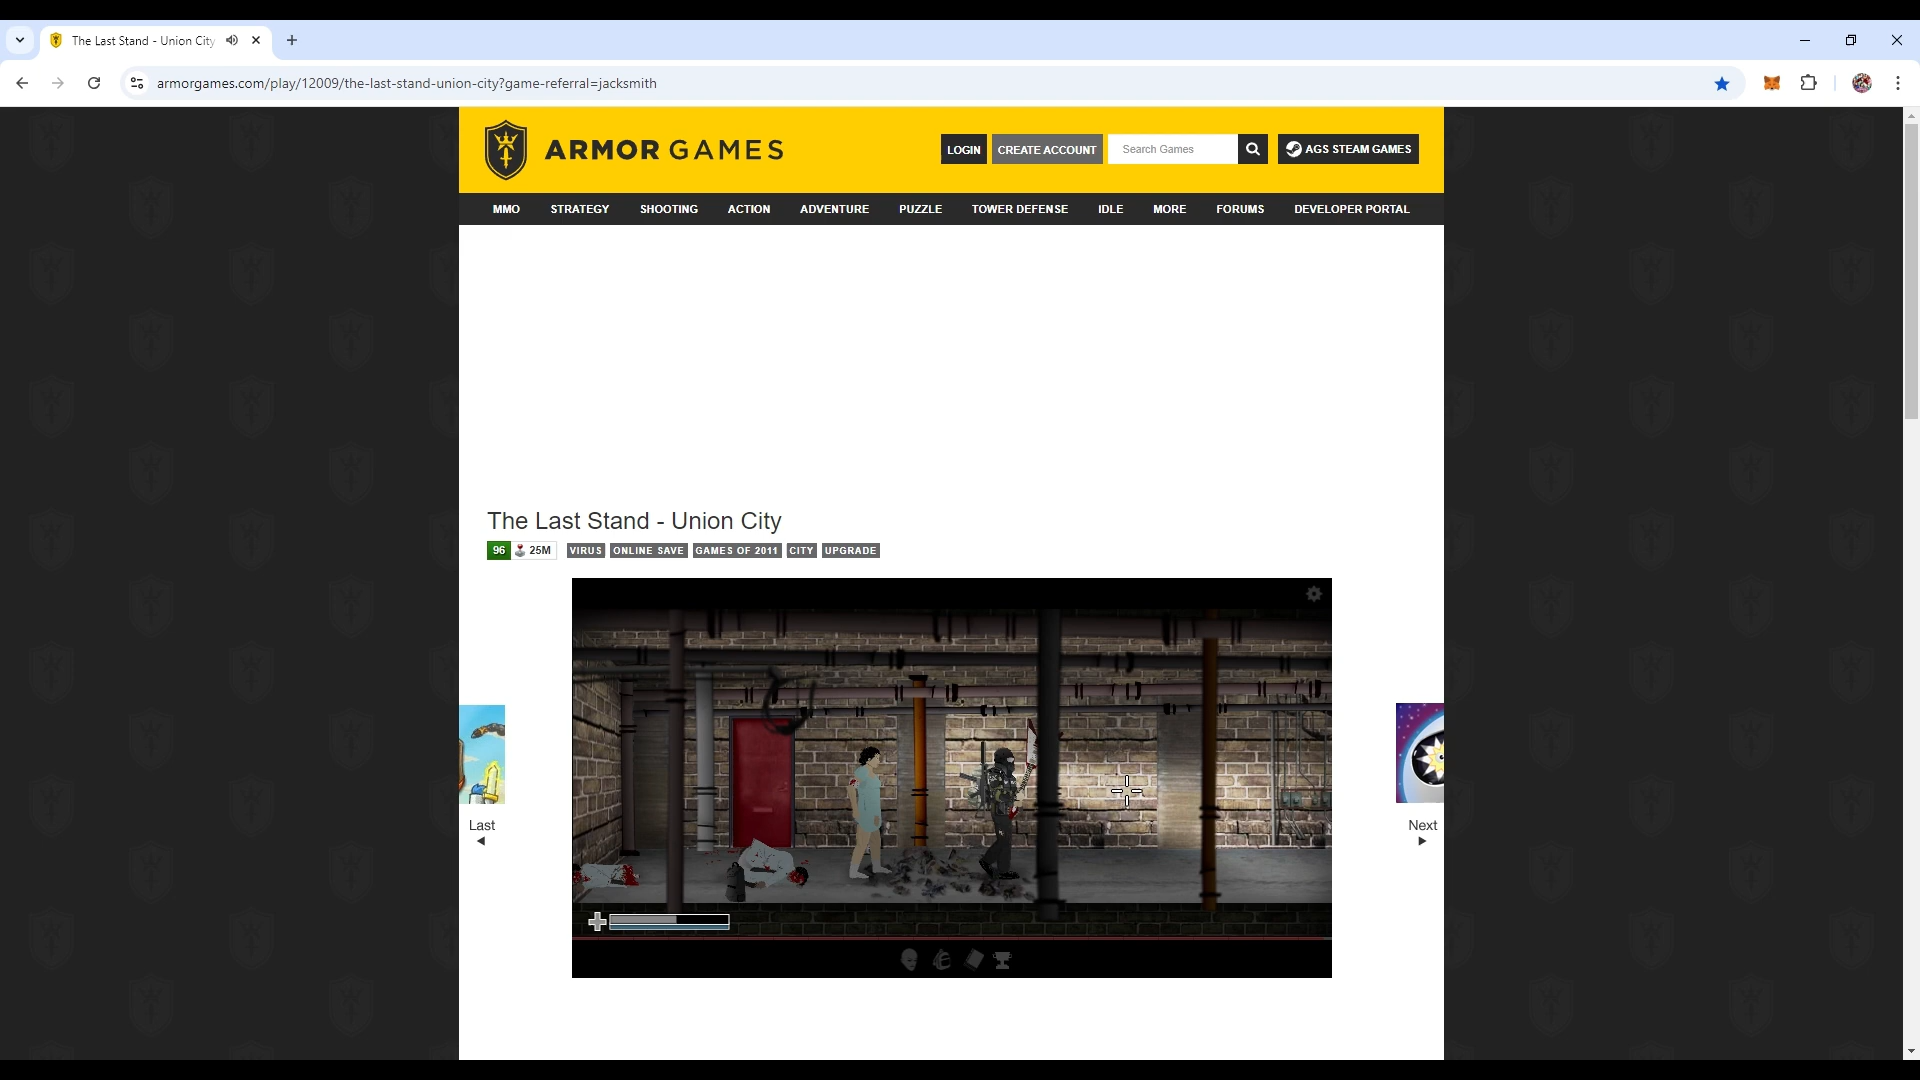 The Last Stand - Union City
armorgames.com/play/12009/the-last-stand-union-city?game-referral=jacksmith
ARMOR GAMES
LOGIN
CREATE ACCOUNT
Search Games
AGS STEAM GAMES
MMO
STRATEGY
SHOOTING
ACTION
ADVENTURE
PUZZLE
TOWER DEFENSE
IDLE
MORE
FORUMS
DEVELOPER PORTAL
The Last Stand - Union City
96
25M
VIRUS
ONLINE SAVE
GAMES OF 2011
CITY
UPGRADE
Last
Next